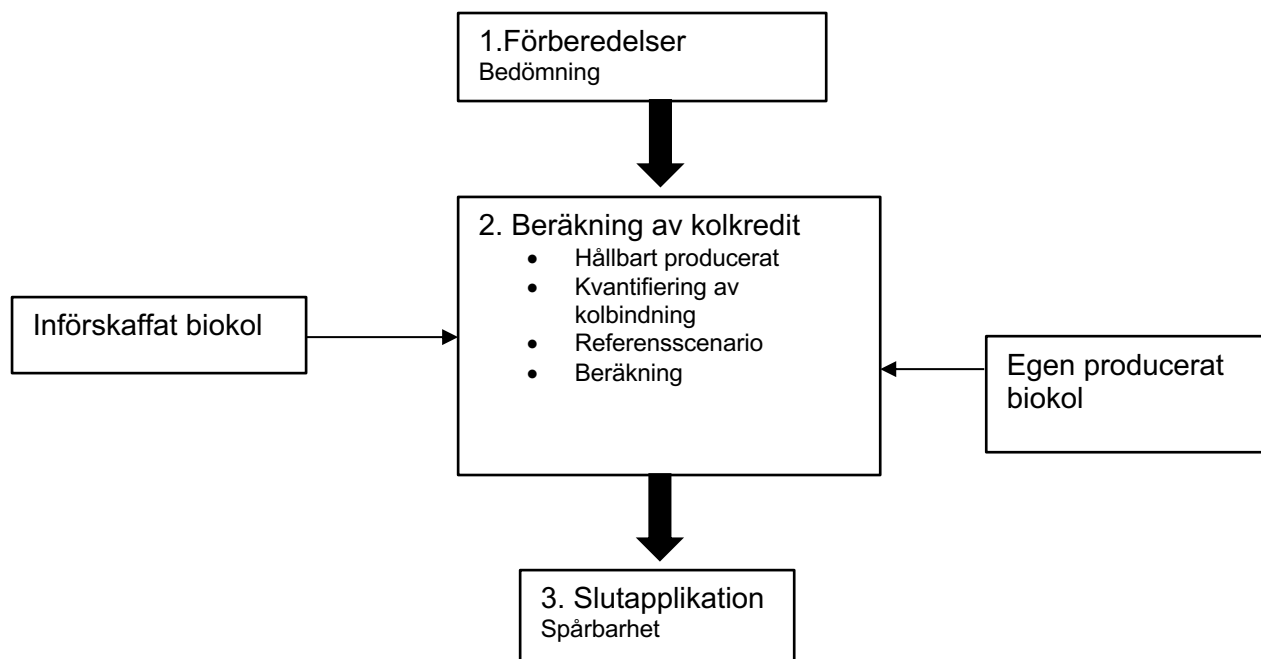 1.Förberedelser
Bedömning
2. Beräkning av kolkredit
• Hållbart producerat
• Kvantifiering av
kolbindning
• Referensscenario
• Beräkning
Införskaffat biokol
Egen producerat
biokol
3. Slutapplikation
Spårbarhet